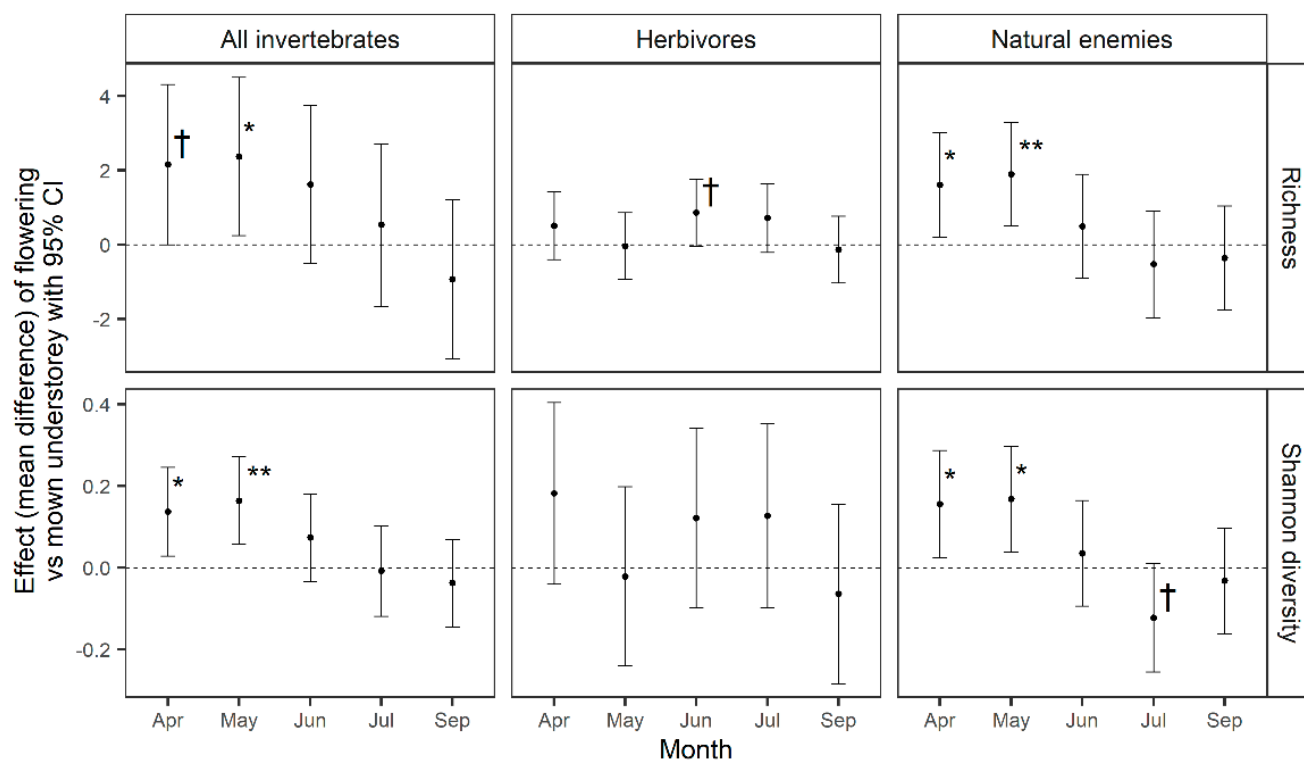 All invertebrates
Herbivores
Natural enemies
Effect (mean difference) of flowering
vs mown understorey with 95% CI
4
2
0
-2
†
*
†
*
**
Richness
0.4
0.2
0.0
-0.2
*
**
*
*
†
Shannon diversity
Apr May Jun Jul Sep
Apr May Jun Jul Sep
Apr May Jun Jul Sep
Month